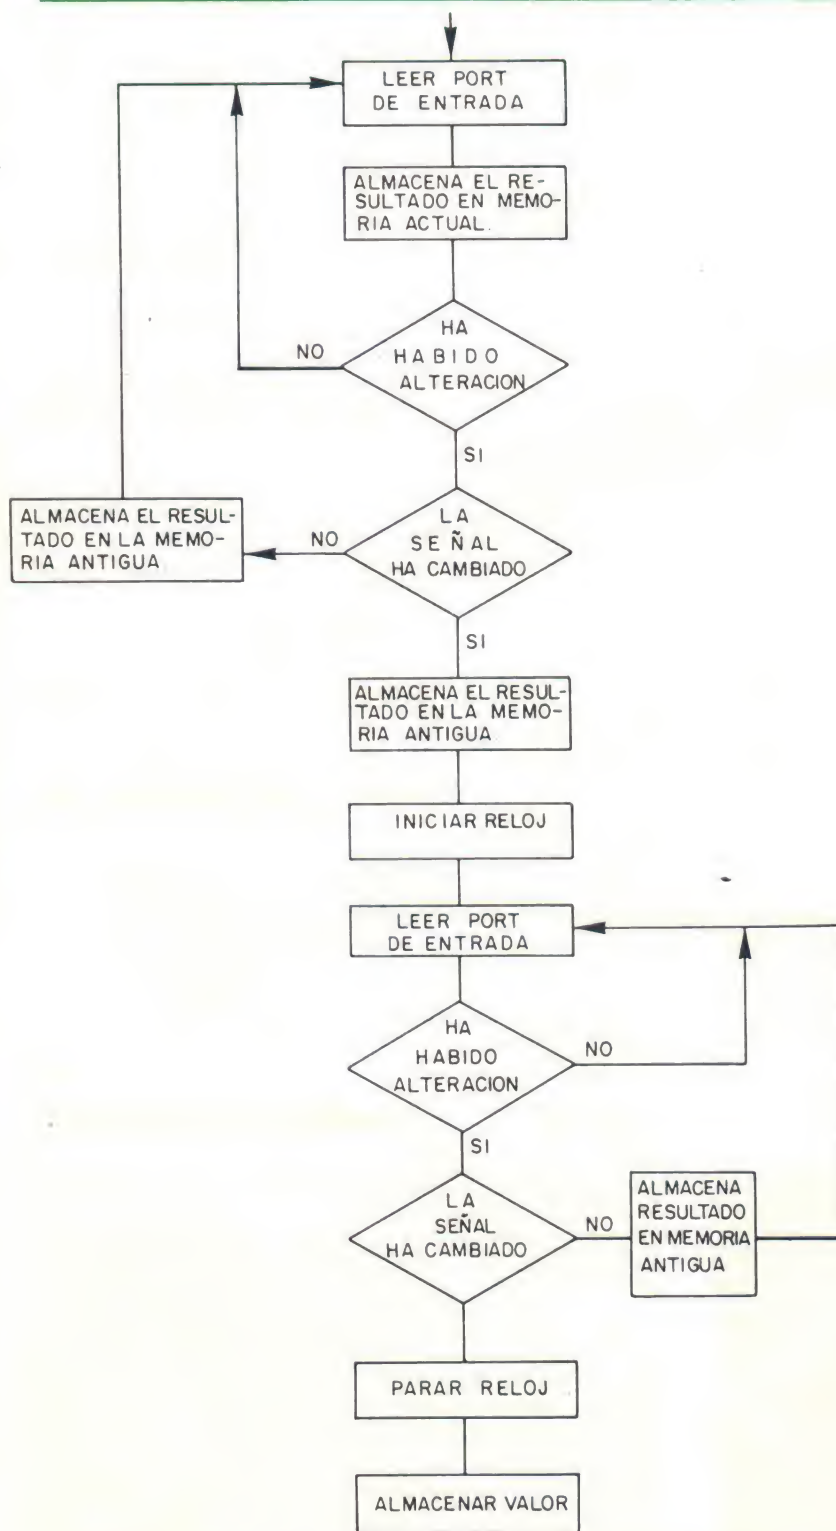 LEER PORT
DE ENTRADA
ALMACENA EL RE-
SULTADO EN MEMO-
RIA ACTUAL.
HA
HABIDO
ALTERACION
NO
SI
LA
SEÑAL
HA CAMBIADO
NO
ALMACENA EL RESUL-
TADO EN LA MEMO-
RIA ANTIGUA
SI
ALMACENA EL RESUL-
TADO EN LA MEMO-
RIA ANTIGUA
INICIAR RELOJ
LEER PORT
DE ENTRADA
HA
HABIDO
ALTERACION
NO
SI
LA
SEÑAL
HA CAMBIADO
NO
ALMACENA
RESULTADO
EN MEMORIA
ANTIGUA
PARAR RELOJ
ALMACENAR VALOR